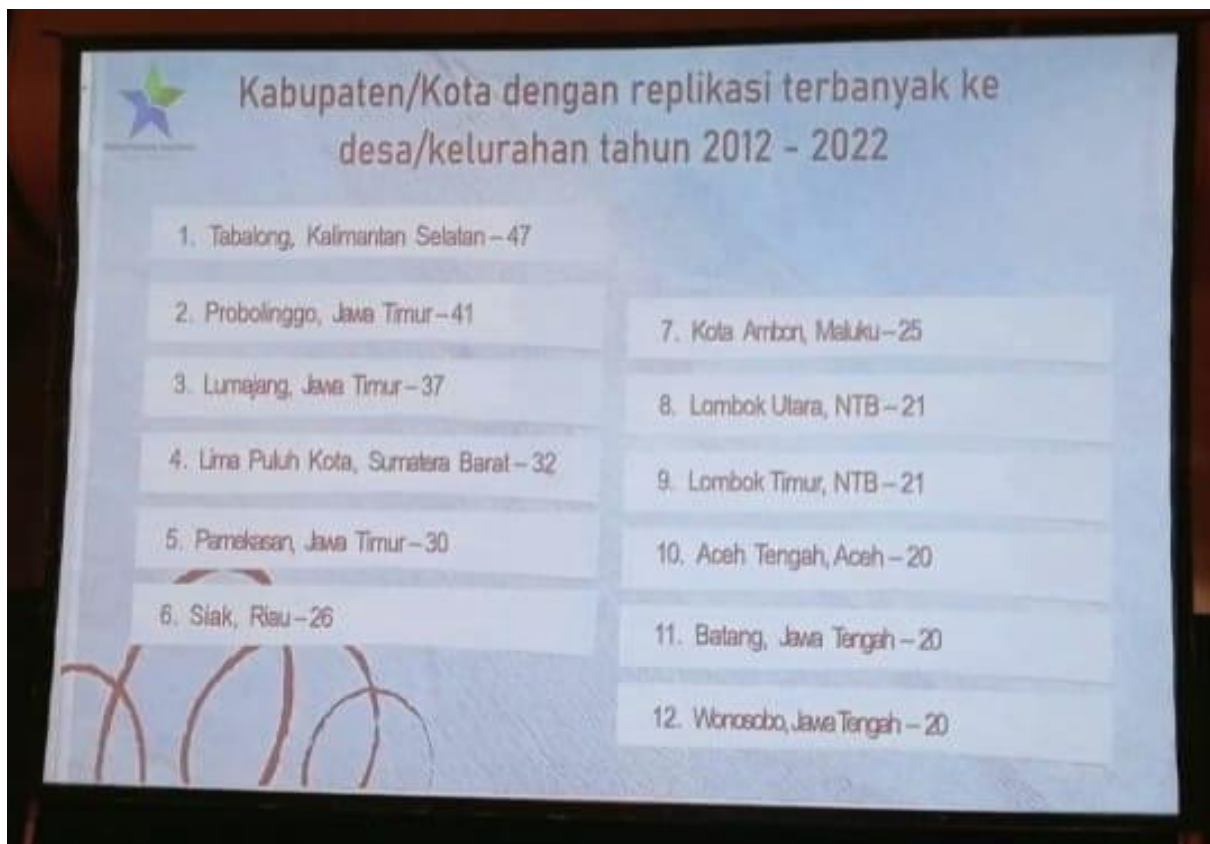 Kabupaten/Kota dengan replikasi terbanyak ke
desa/kelurahan tahun 2012 - 2022
1. Tabalong, Kalimantan Selatan – 47
2. Probolinggo, Jawa Timur – 41
3. Lumajang, Jawa Timur – 37
4. Lima Puluh Kota, Sumatera Barat – 32
5. Pamekasan, Jawa Timur – 30
6. Siak, Riau – 26
7. Kota Ambon, Maluku – 25
8. Lombok Utara, NTB – 21
9. Lombok Timur, NTB – 21
10. Aceh Tengah, Aceh – 20
11. Batang, Jawa Tengah – 20
12. Wonosobo, Jawa Tengah – 20